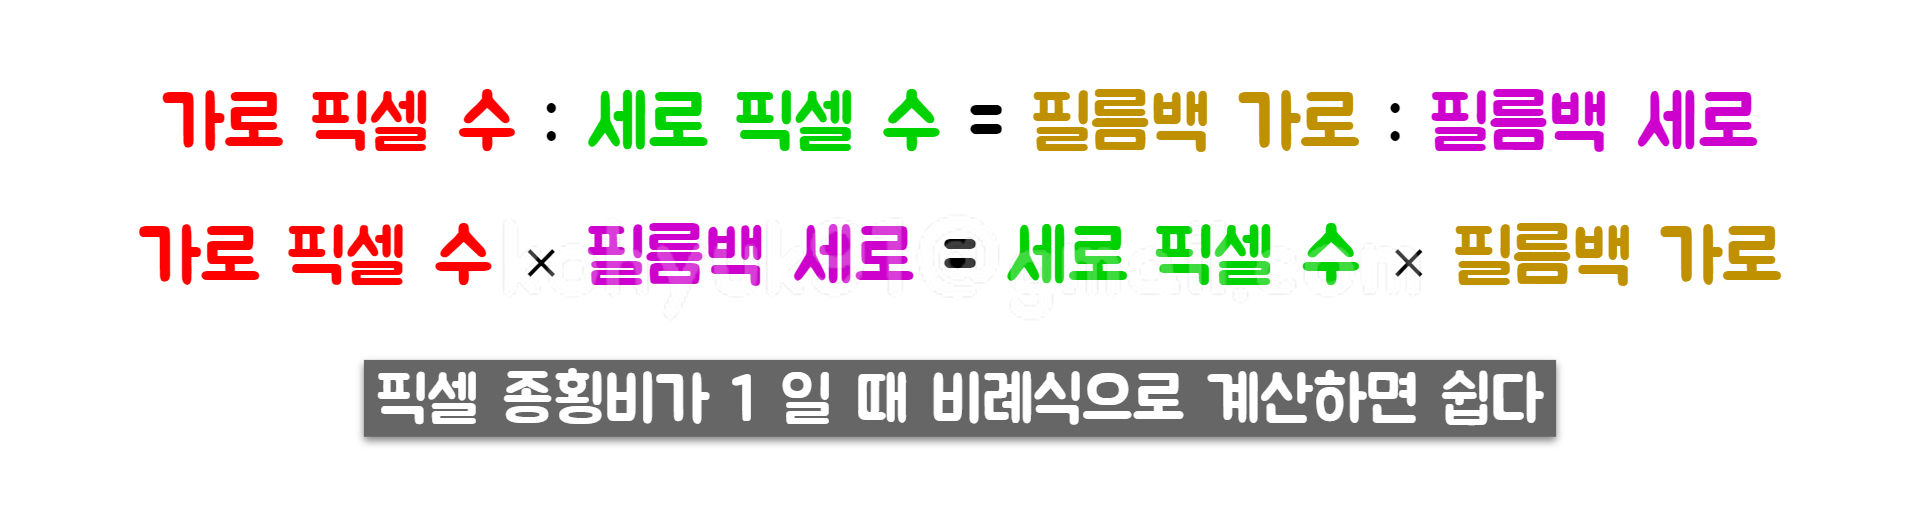 가로 픽셀 수 : 세로 픽셀 수 = 필름백 가로 : 필름백 세로
가로 픽셀 수 × 필름백 세로 = 세로 픽셀 수 × 필름백 가로
픽셀 종횡비가 1 일 때 비례식으로 계산하면 쉽다